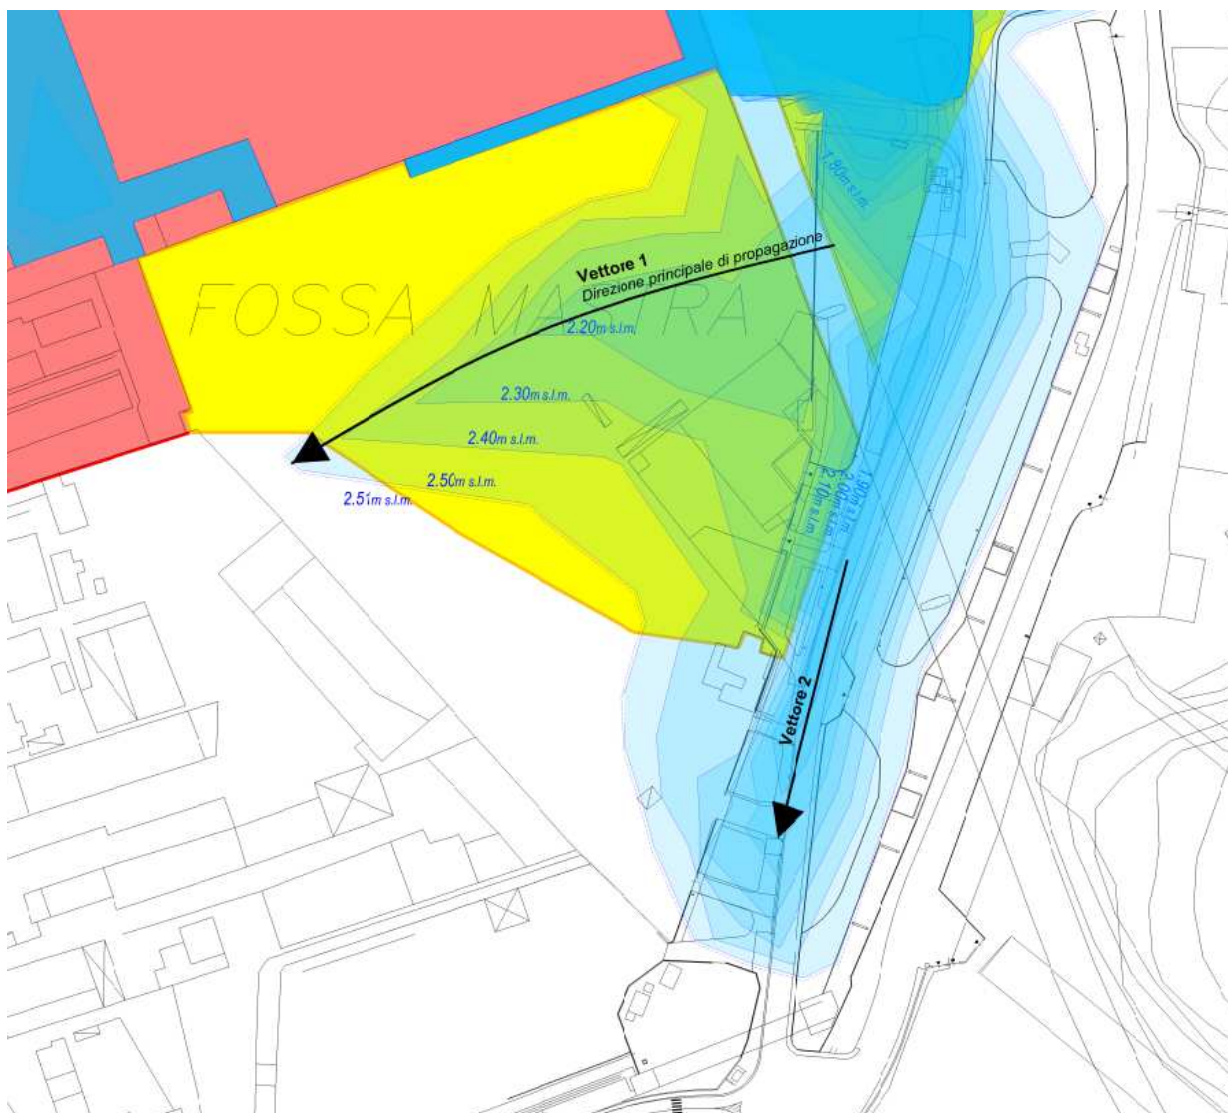 1.80m s.l.m.
Vettore 1
Direzione principale di propagazione
FOSSA MASTRA
2.20m s.l.m.
2.30m s.l.m.
2.40m s.l.m.
2.50m s.l.m.
2.51m s.l.m.
1.90m s.l.m.
2.00m s.l.m.
2.10m s.l.m.
Vettore 2